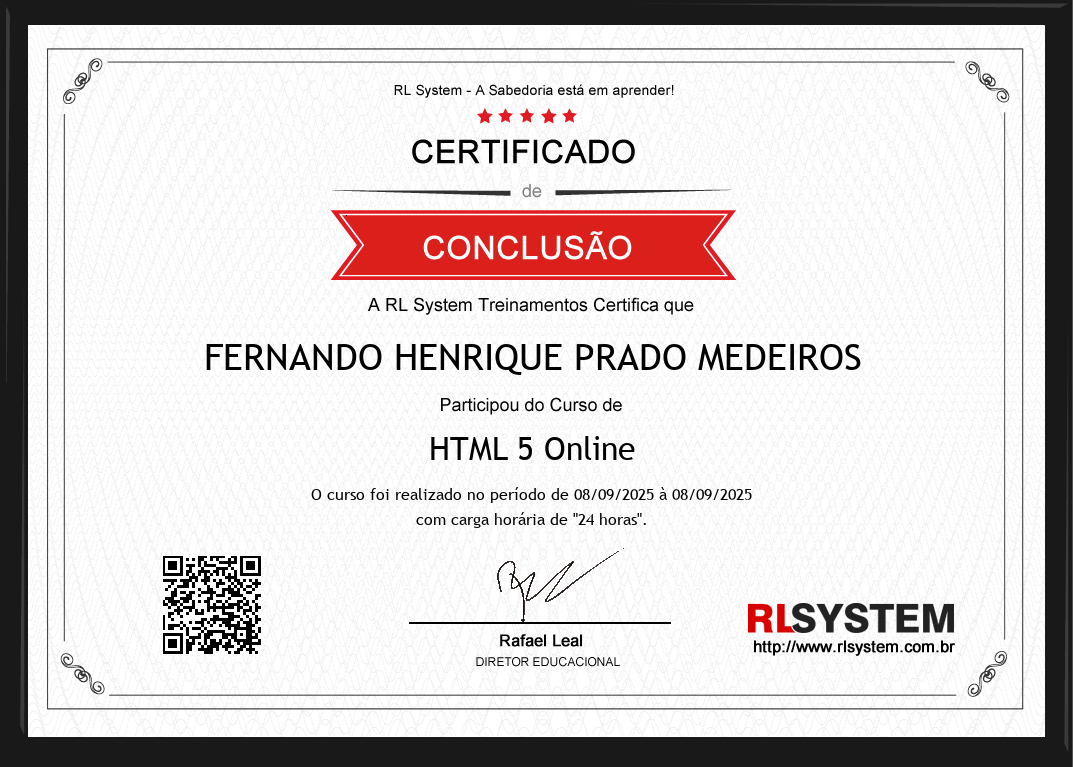 RL System - A Sabedoria está em aprender!
CERTIFICADO
de
CONCLUSÃO
A RL System Treinamentos Certifica que
FERNANDO HENRIQUE PRADO MEDEIROS
Participou do Curso de
HTML 5 Online
O curso foi realizado no período de 08/09/2025 à 08/09/2025
com carga horária de "24 horas".
Rafael Leal
DIRETOR EDUCACIONAL
RLSYSTEM
http://www.rlsystem.com.br